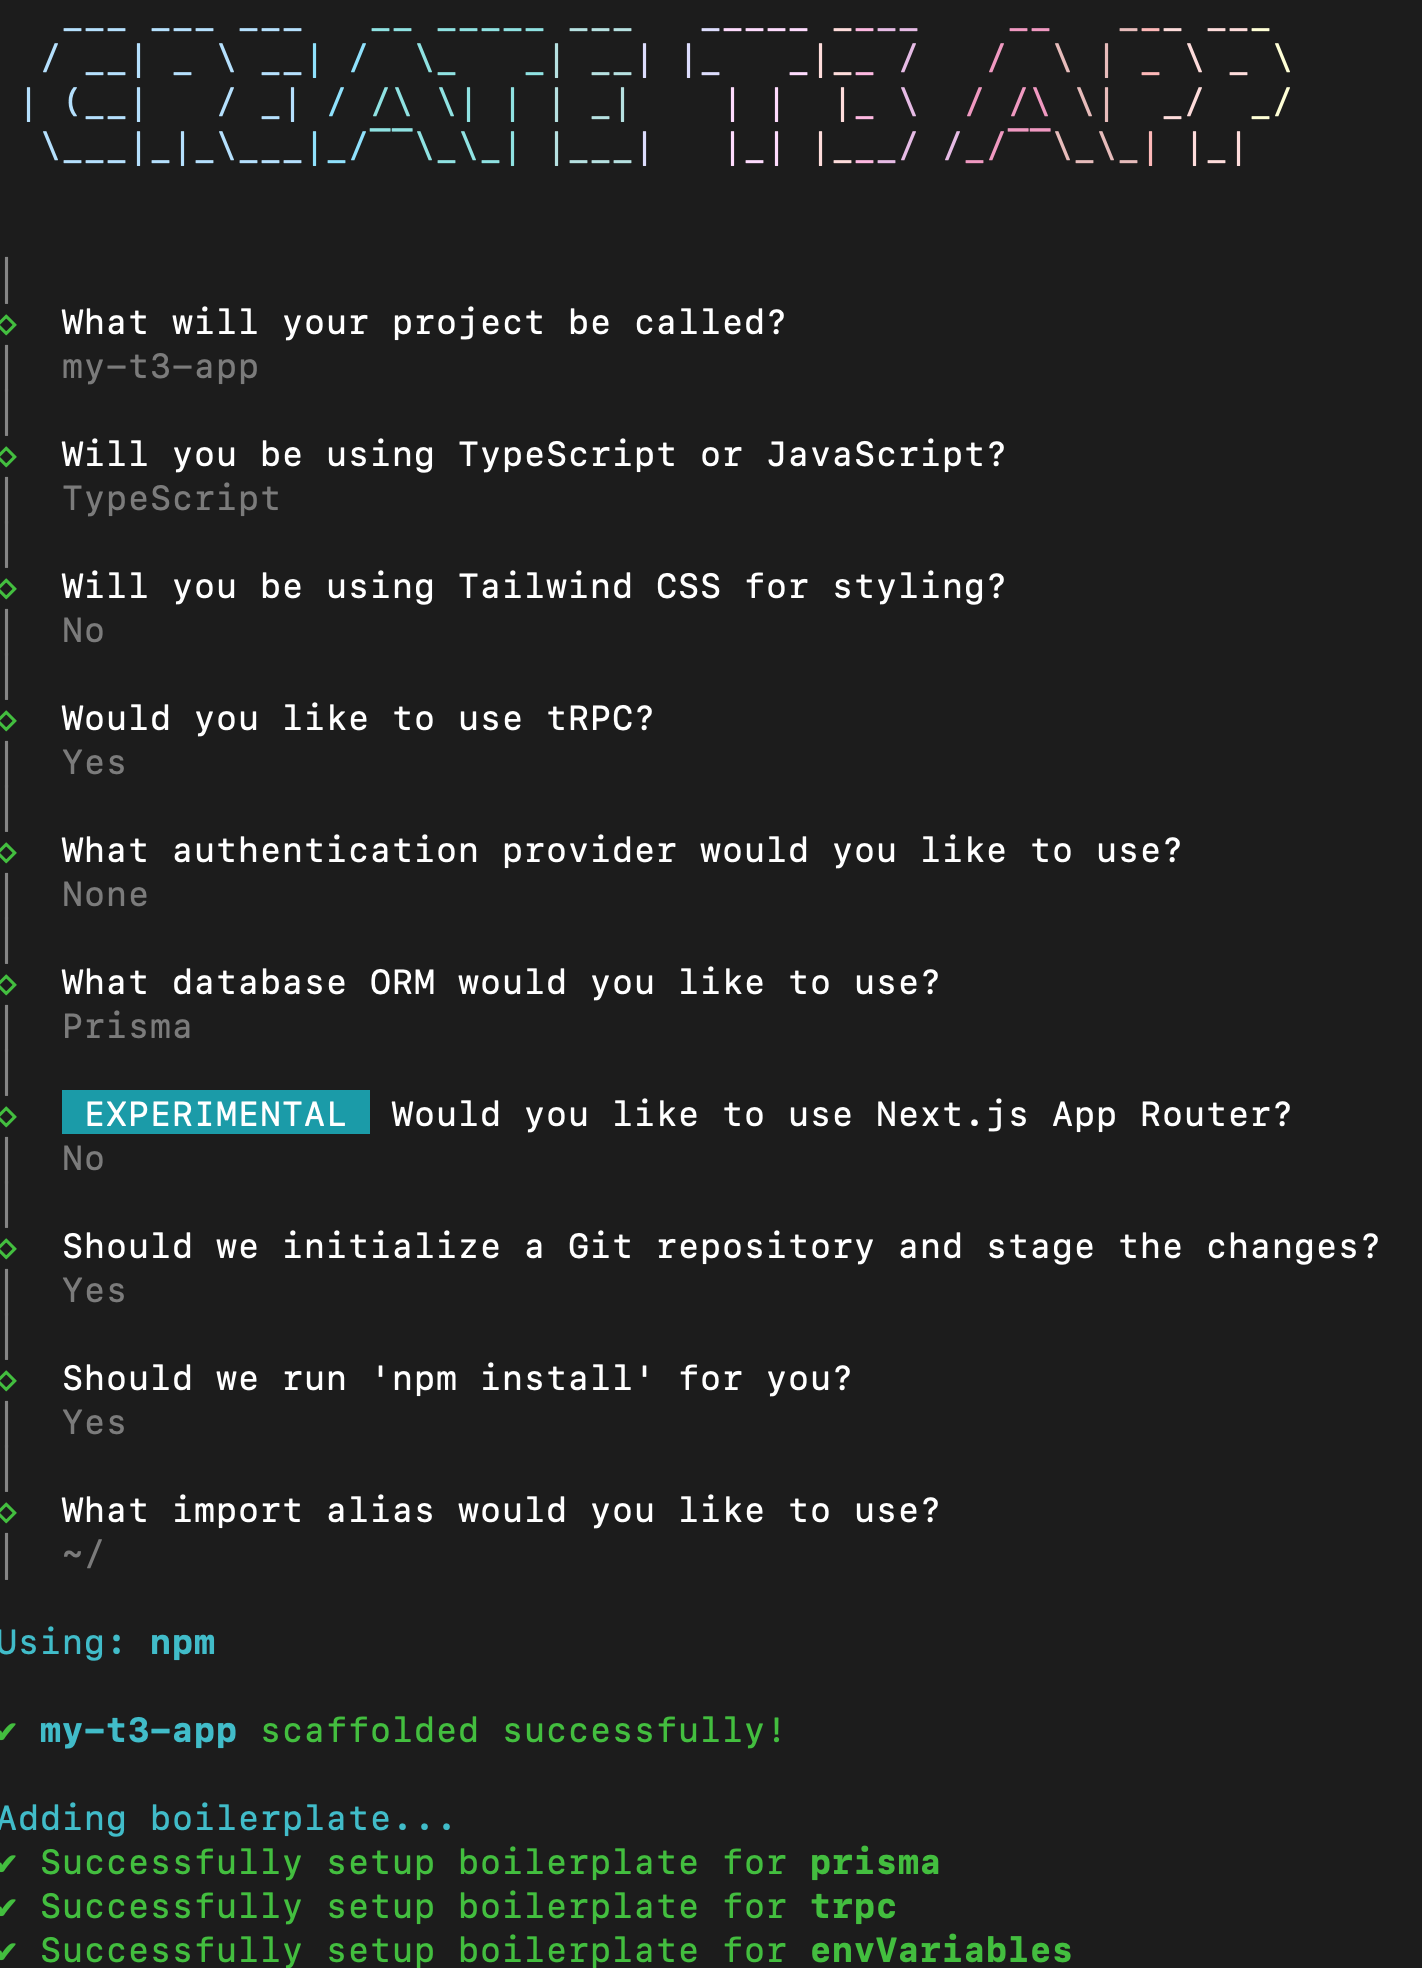 CREATE T3 APP
What will your project be called?
my-t3-app
Will you be using TypeScript or JavaScript?
TypeScript
Will you be using Tailwind CSS for styling?
No
Would you like to use tRPC?
Yes
What authentication provider would you like to use?
None
What database ORM would you like to use?
Prisma
EXPERIMENTAL Would you like to use Next.js App Router?
No
Should we initialize a Git repository and stage the changes?
Yes
Should we run 'npm install' for you?
Yes
What import alias would you like to use?
~/
Using: npm
✔ my-t3-app scaffolded successfully!
Adding boilerplate...
✔ Successfully setup boilerplate for prisma
✔ Successfully setup boilerplate for trpc
✔ Successfully setup boilerplate for envVariables